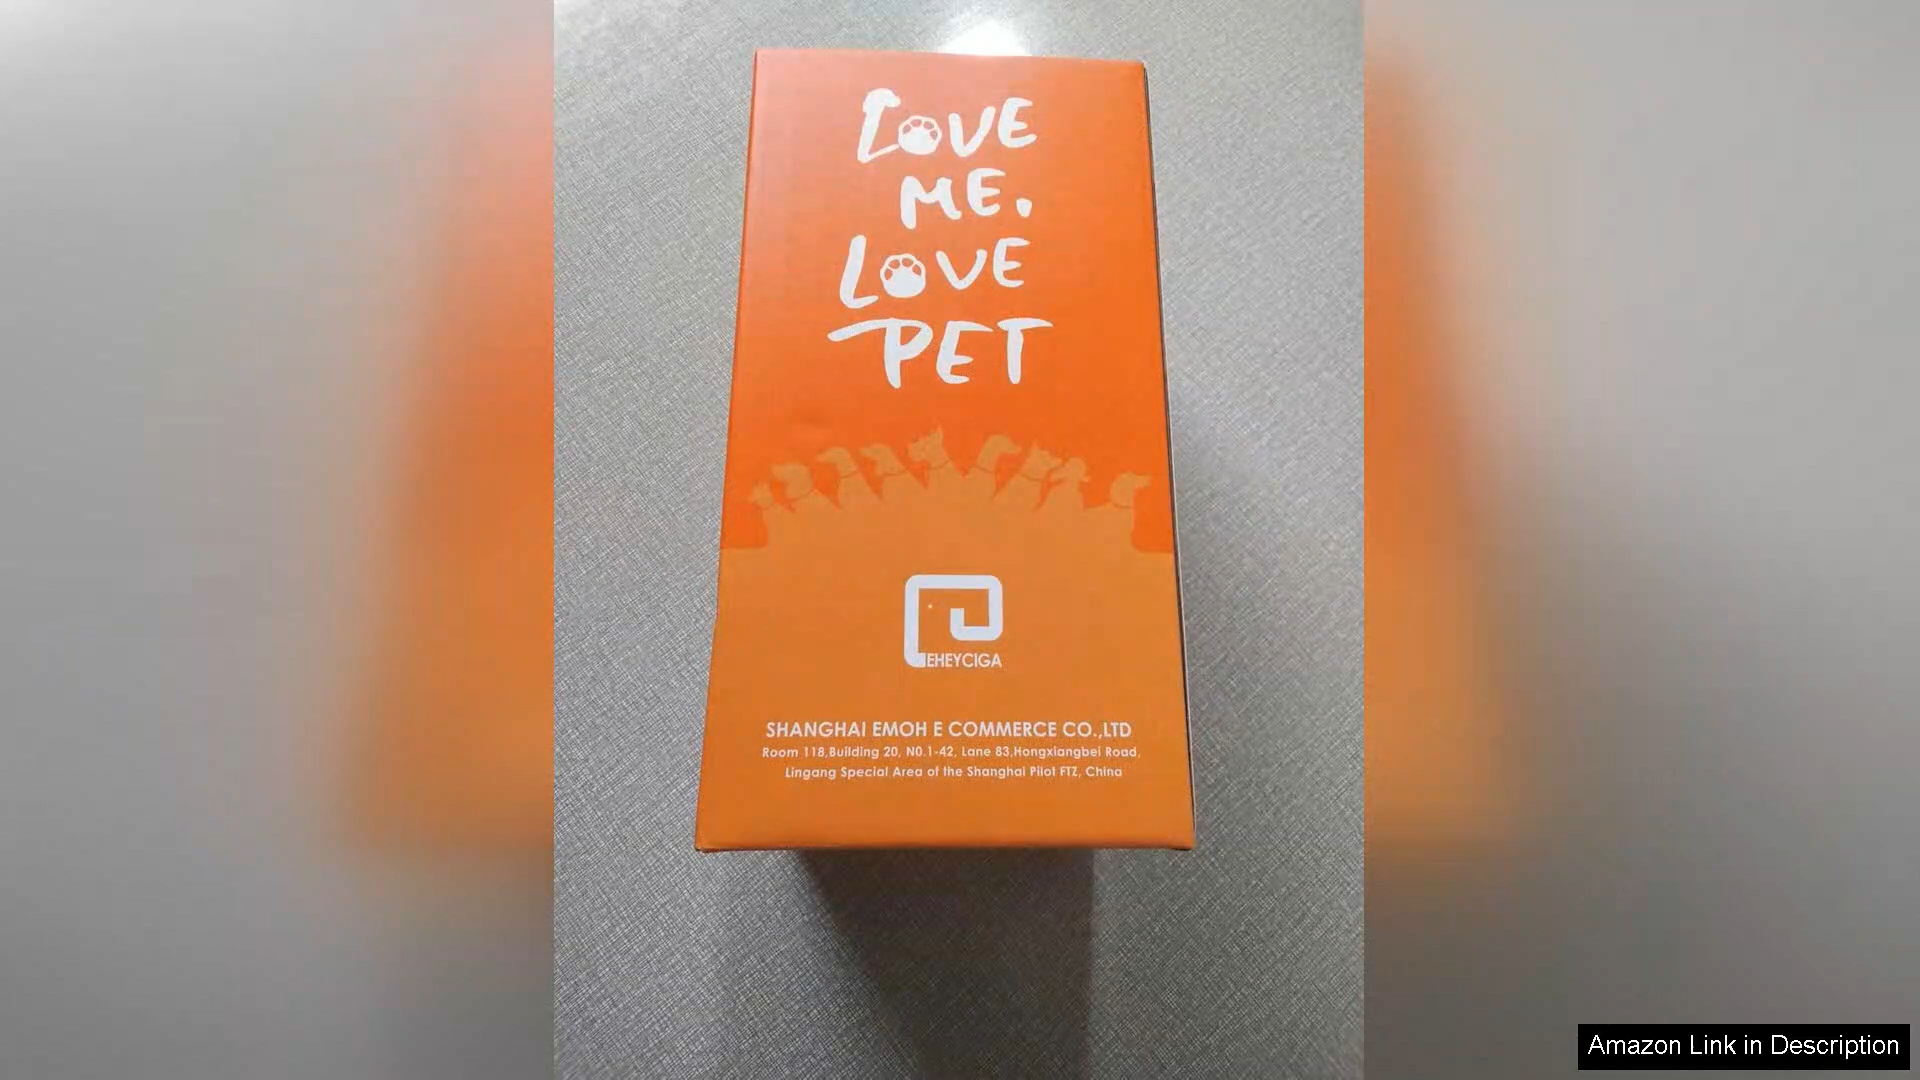 LOVE
ME.
LOVE
PET
EHEYCIGA
SHANGHAI EMOH E COMMERCE CO.,LTD
Room 118,Building 20, N0.1-42, Lane 83,Hongxiangbei Road,
Lingang Special Area of the Shanghai Pilot FTZ, China
Amazon Link in Description